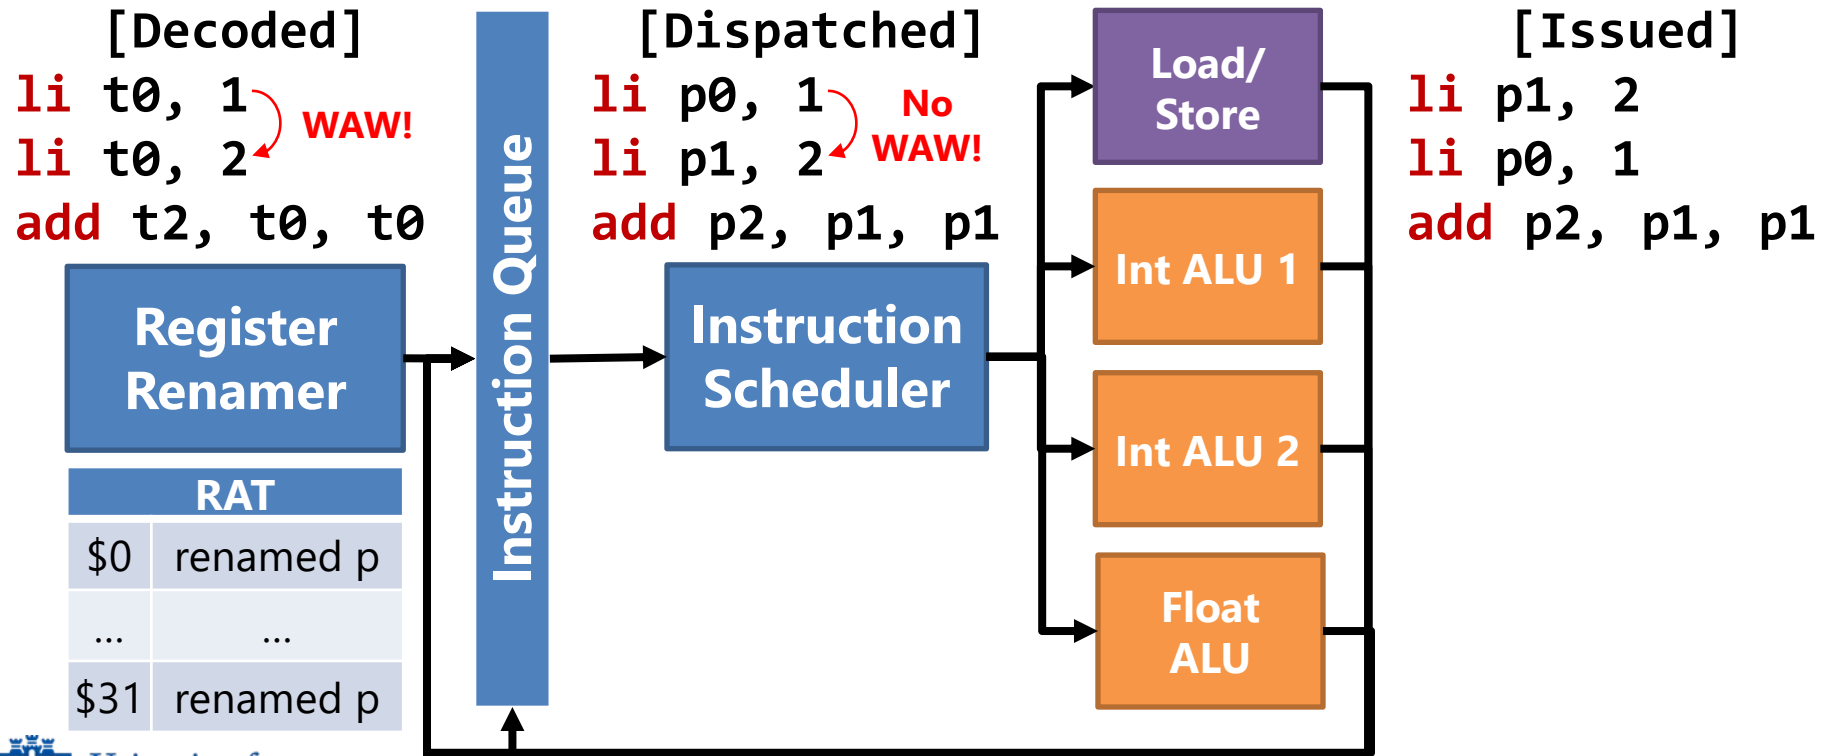 [Decoded]
li t0, 1
WAW!
li t0, 2
add t2, t0, t0
Register
Renamer
RAT
$0 renamed p
... ...
$31 renamed p
Instruction Queue
[Dispatched]
li p0, 1
No
WAW!
li p1, 2
add p2, p1, p1
Instruction
Scheduler
Load/
Store
Int ALU 1
Int ALU 2
Float
ALU
[Issued]
li p1, 2
li p0, 1
add p2, p1, p1